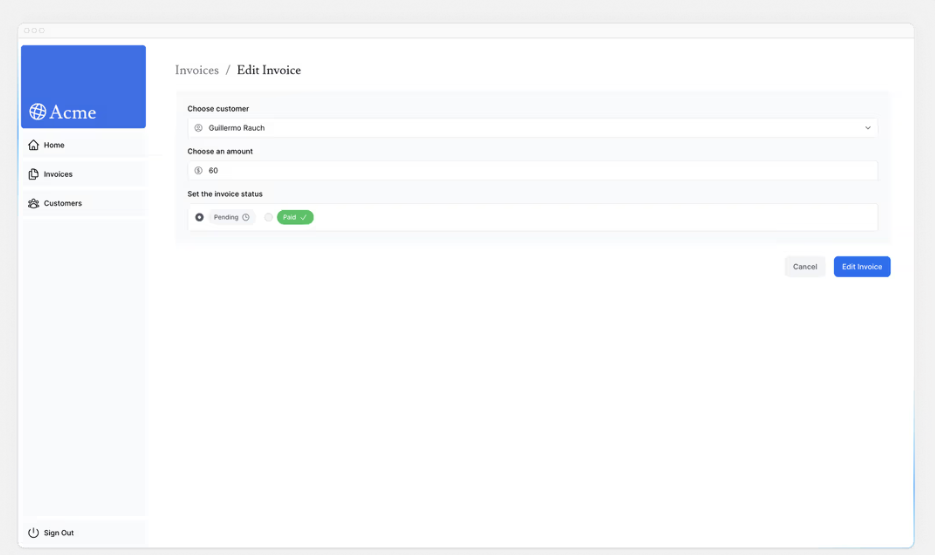 Acme
Home
Invoices
Customers
Sign Out
Invoices / Edit Invoice
Choose customer
Guillermo Rauch
Choose an amount
60
Set the invoice status
Pending
Paid
Cancel
Edit Invoice